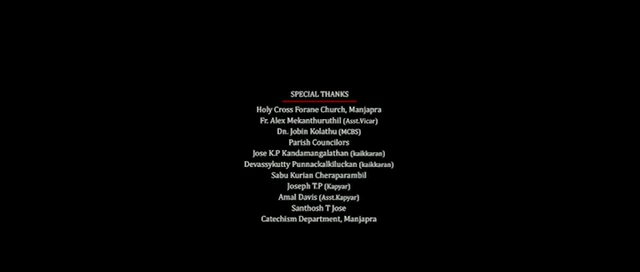 SPECIAL THANKS
Holy Cross Forane Church, Manjapra
Fr. Alex Mekanthuruthil (Asst.Vicar)
Dn. Jobin Kolathu (MCBS)
Parish Councilors
Jose K.P Kandamangalathan (kaikkaran)
Devassykutty Punnackalkiluckan (kaikkaran)
Sabu Kurian Cheraparambil
Joseph T.P (Kapyar)
Amal Davis (Asst.Kapyar)
Santhosh T Jose
Catechism Department, Manjapra